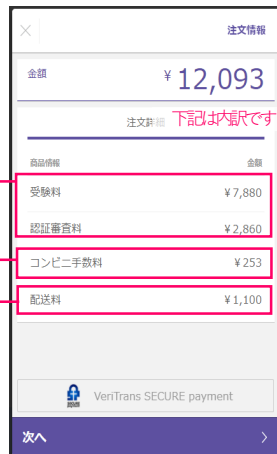 注文情報
金額
¥ 12,093
注文詳細
下記は内訳です
商品情報 金額
受験料 ¥7,880
認証審査料 ¥2,860
コンビニ手数料 ¥253
配送料 ¥1,100
VeriTrans SECURE payment
次へ